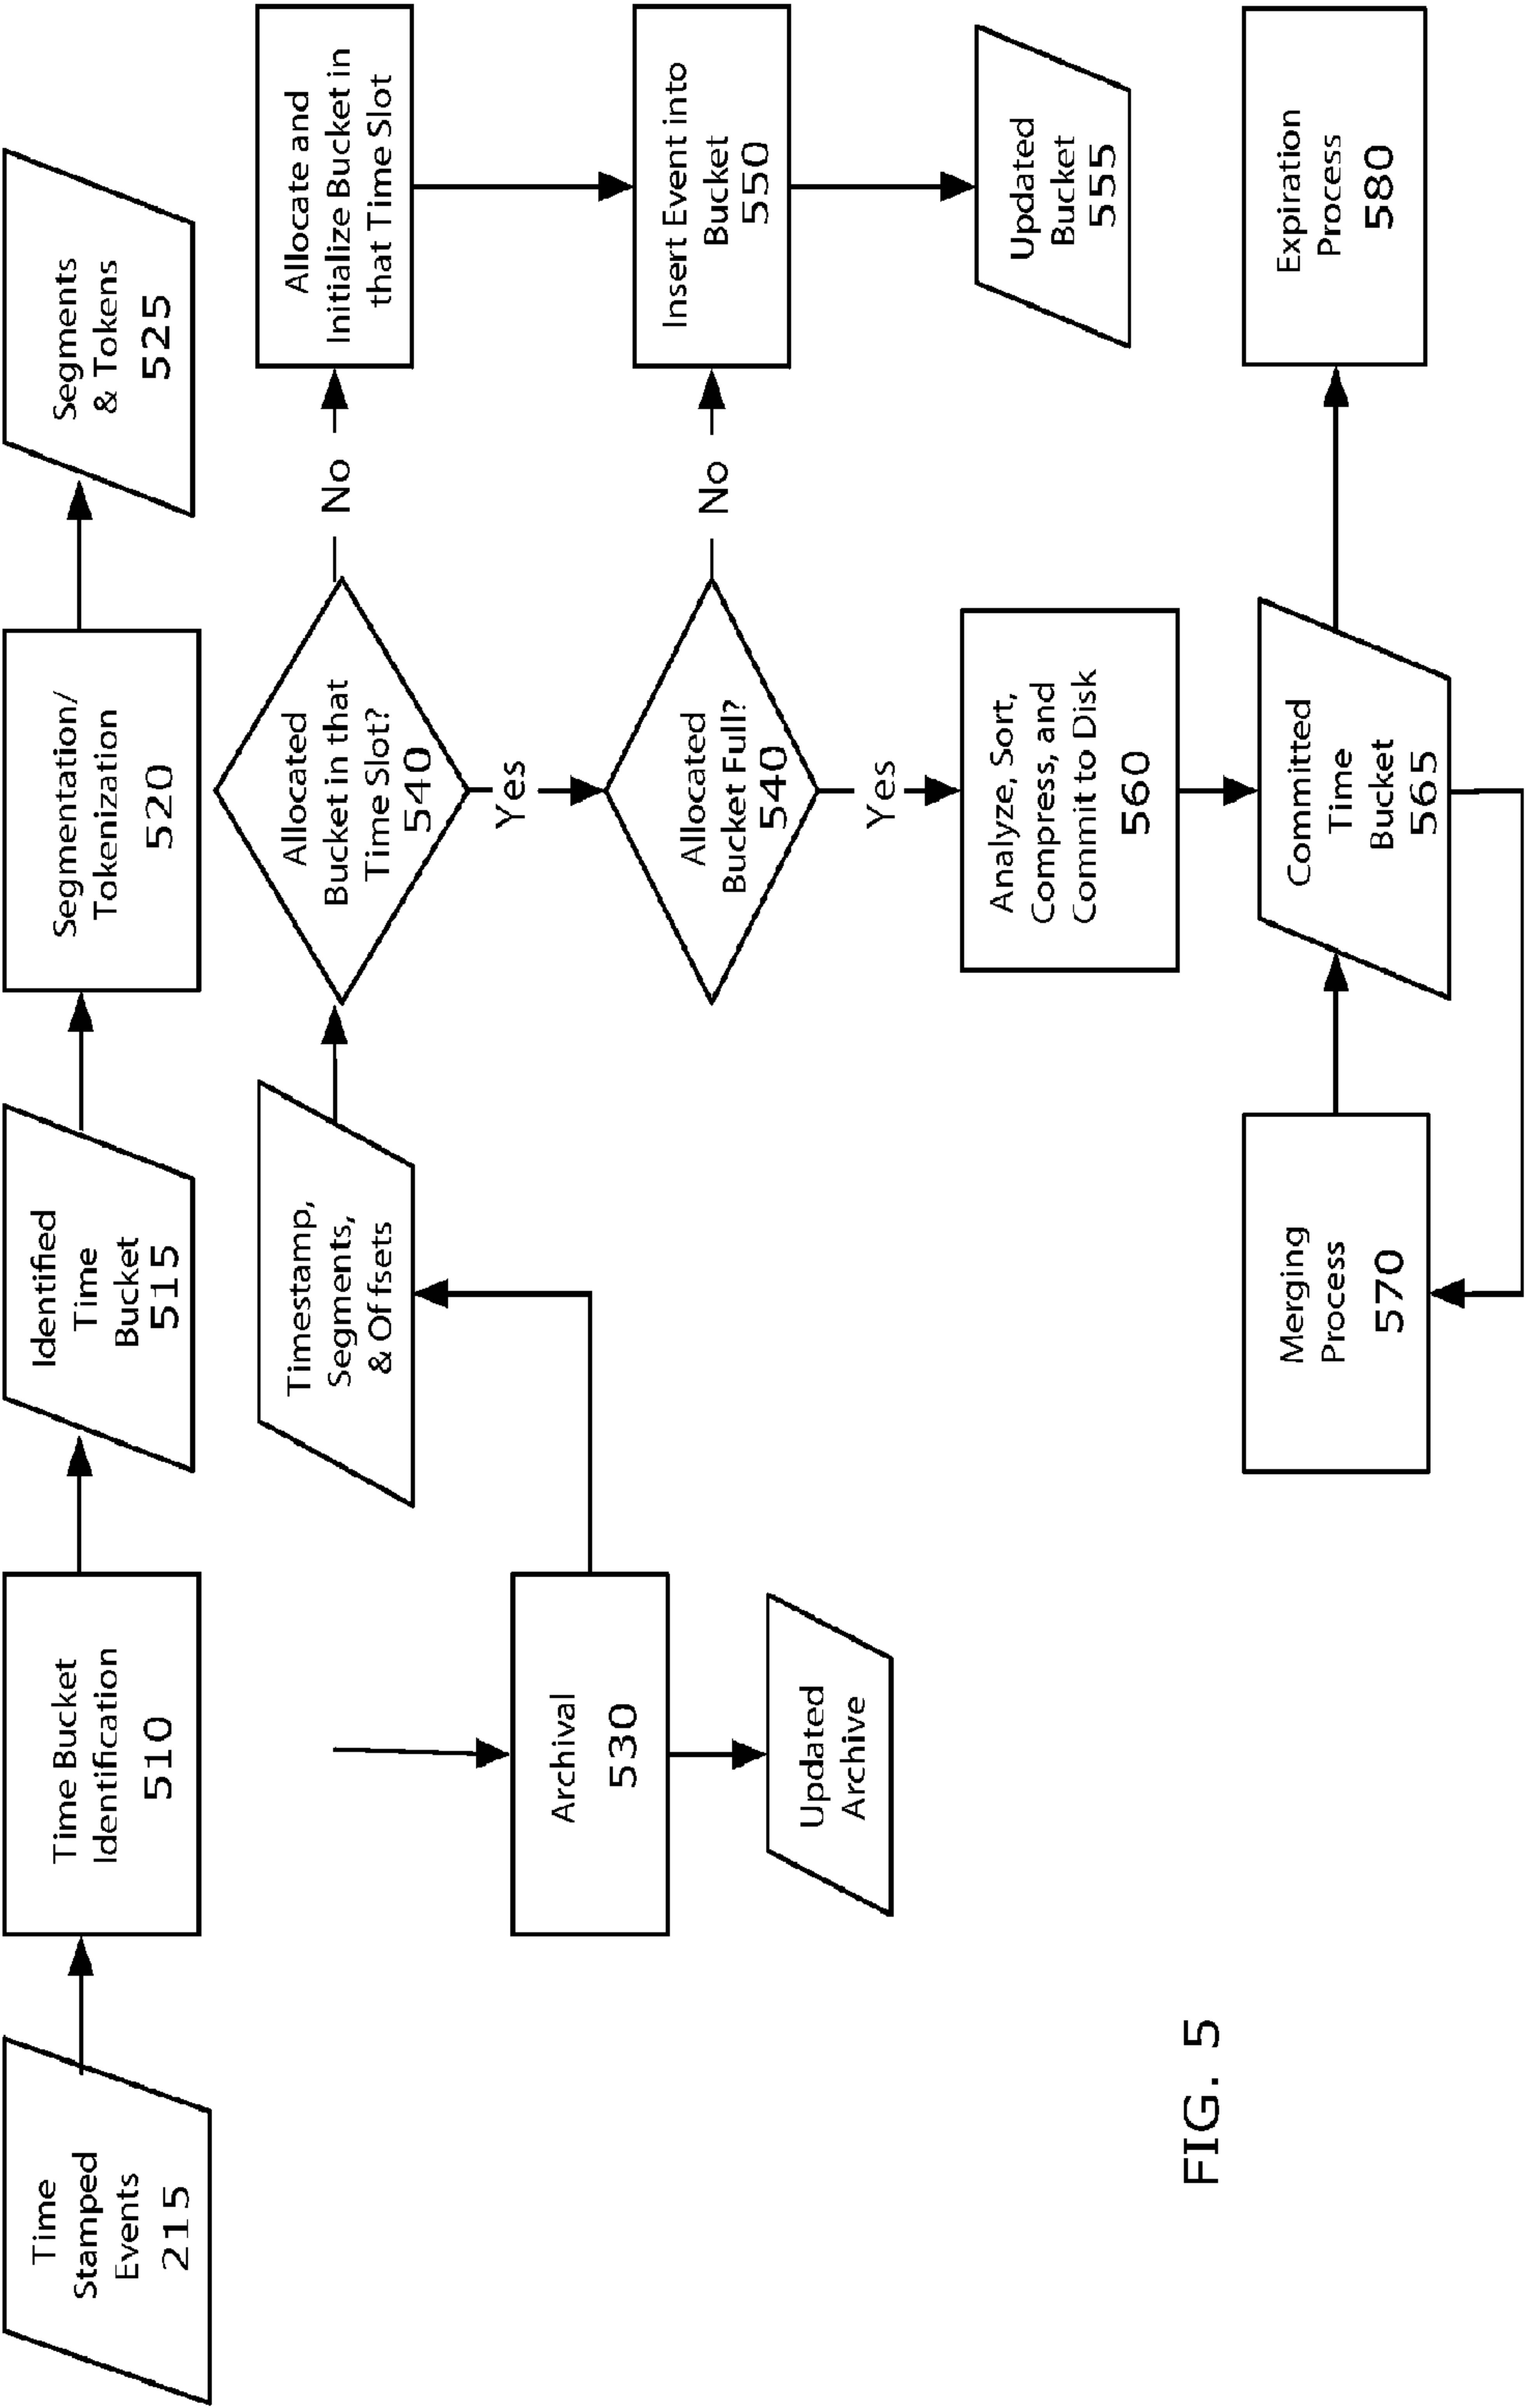 Time
Stamped
Events
215
Time Bucket
Identification
510
Identified
Time
Bucket
515
Segmentation/
Tokenization
520
Segments
& Tokens
525
Archival
530
Updated
Archive
Timestamp,
Segments,
& Offsets
Allocated
Bucket in that
Time Slot?
540
No
Allocate and
Initialize Bucket in
that Time Slot
Yes
Allocated
Bucket Full?
540
No
Insert Event into
Bucket
550
Updated
Bucket
555
Yes
Analyze, Sort,
Compress, and
Commit to Disk
560
Merging
Process
570
Committed
Time
Bucket
565
Expiration
Process
580
FIG. 5